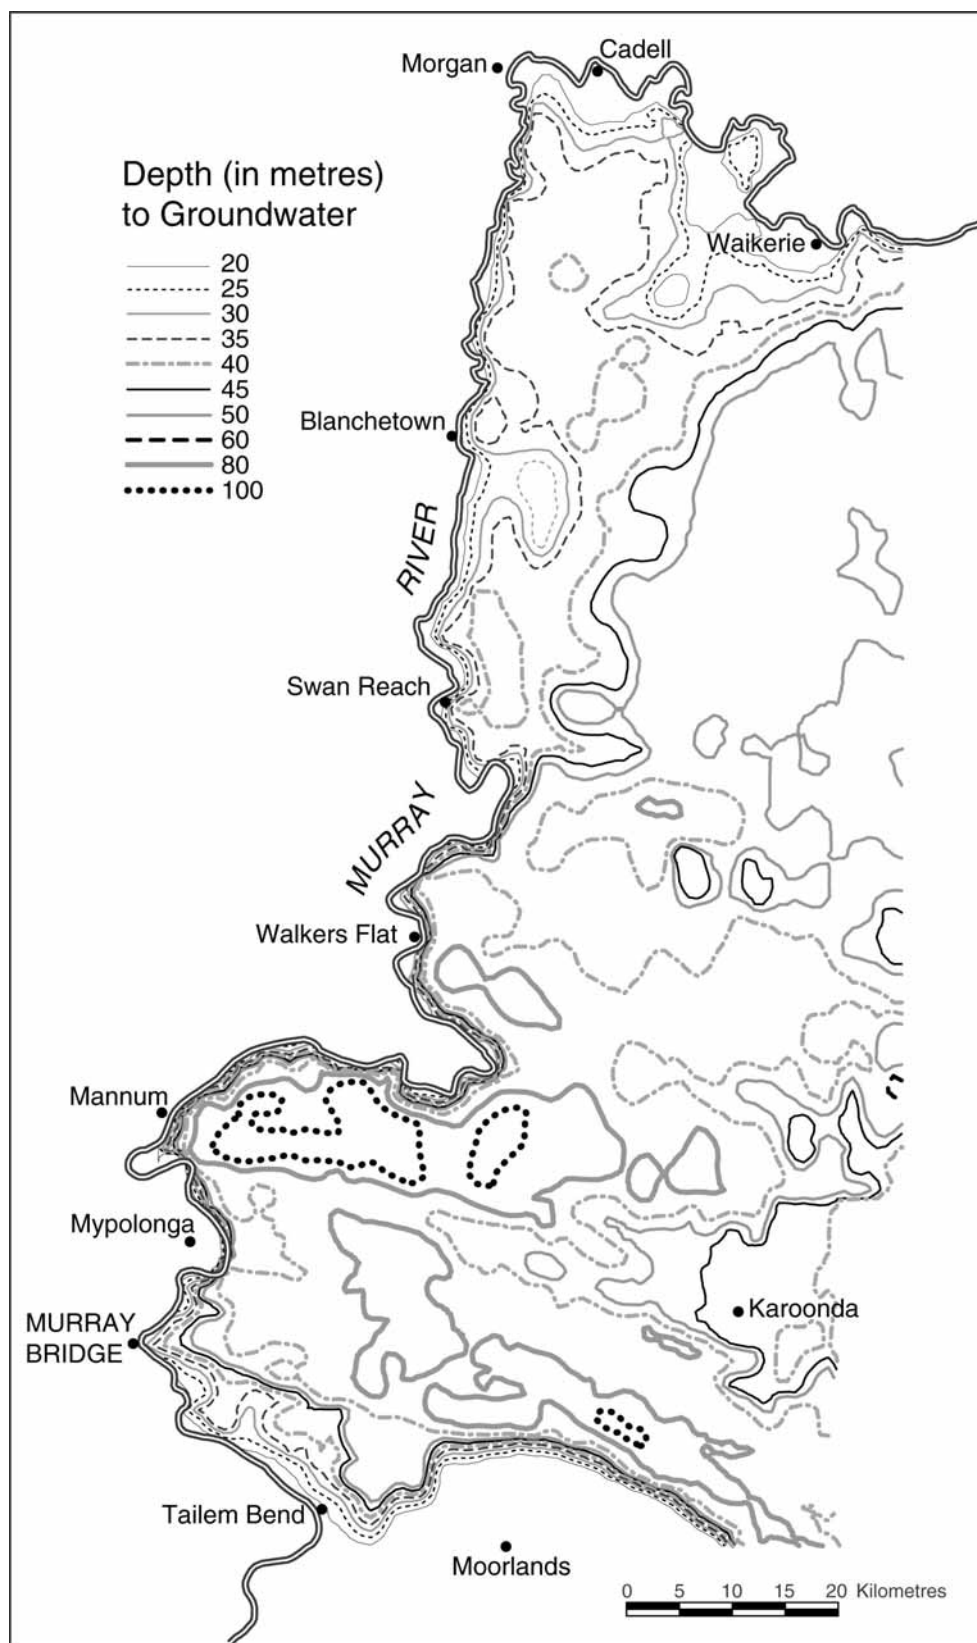 Morgan
Cadell
Depth (in metres)
to Groundwater
20
25
30
35
40
45
50
60
80
100
Waikerie
Blanchetown
RIVER
Swan Reach
MURRAY
Walkers Flat
Mannum
Mypolonga
MURRAY
BRIDGE
Karoonda
Tailem Bend
Moorlands
0 5 10 15 20 Kilometres